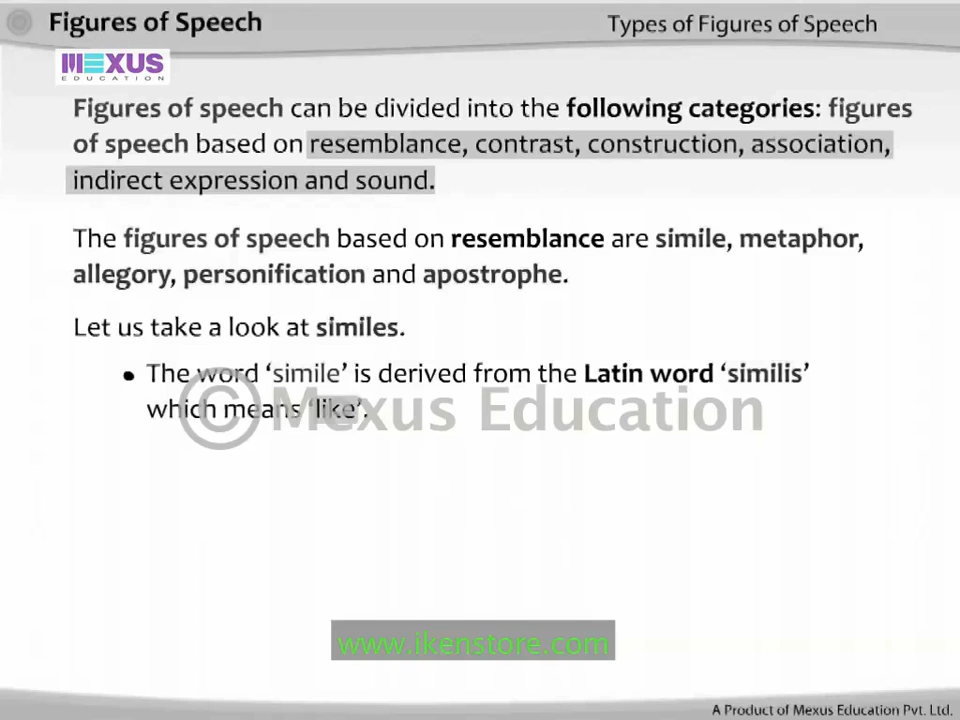 Figures of Speech
Types of Figures of Speech
MEXUS
EDUCATION
Figures of speech can be divided into the following categories: figures
of speech based on resemblance, contrast, construction, association,
indirect expression and sound.
The figures of speech based on resemblance are simile, metaphor,
allegory, personification and apostrophe.
Let us take a look at similes.
• The word ‘simile’ is derived from the Latin word ‘similis’
which means ‘like’.
© Mexus Education
www.ikenstore.com
A Product of Mexus Education Pvt. Ltd.